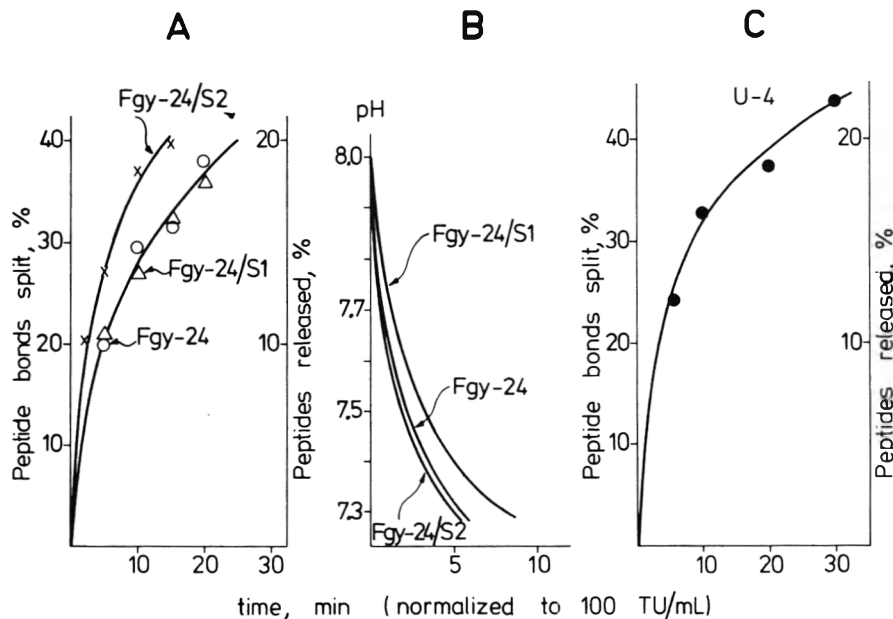 A
B
C
Fgy-24/S2
Fgy-24/S1
Fgy-24
40
30
20
10
10 20 30
20
10
Peptide bonds split, %
Peptides released, %
pH
8.0
7.7
7.5
7.3
Fgy-24/S1
Fgy-24
Fgy-24/S2
5 10
U-4
40
30
20
10
10 20 30
20
10
Peptide bonds split, %
Peptides released, %
time, min (normalized to 100 TU/mL)